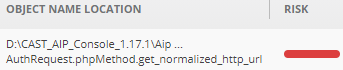 OBJECT NAME LOCATION
RISK
D:\CAST_AIP_Console_1.17.1\Aip ...
AuthRequest.phpMethod.get_normalized_http_url